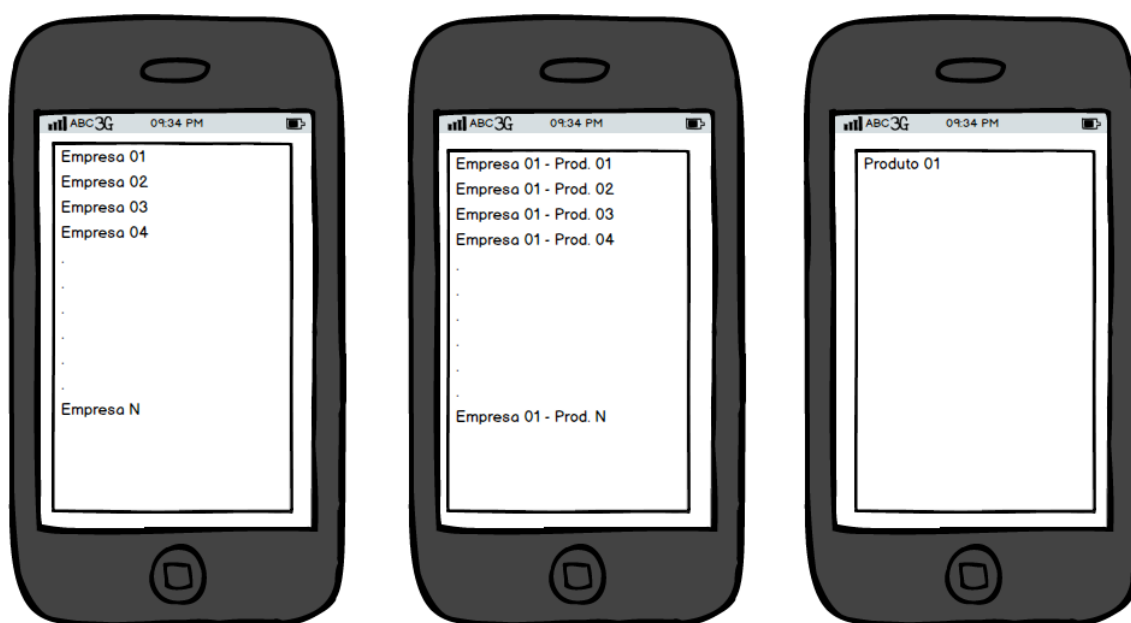 ABC 3G 09:34 PM
Empresa 01
Empresa 02
Empresa 03
Empresa 04
.
.
.
.
.
.
Empresa N
ABC 3G 09:34 PM
Empresa 01 - Prod. 01
Empresa 01 - Prod. 02
Empresa 01 - Prod. 03
Empresa 01 - Prod. 04
.
.
.
.
.
.
Empresa 01 - Prod. N
ABC 3G 09:34 PM
Produto 01